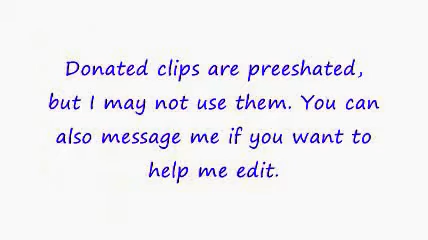 Donated clips are preeshated,
but I may not use them. You can
also message me if you want to
help me edit.